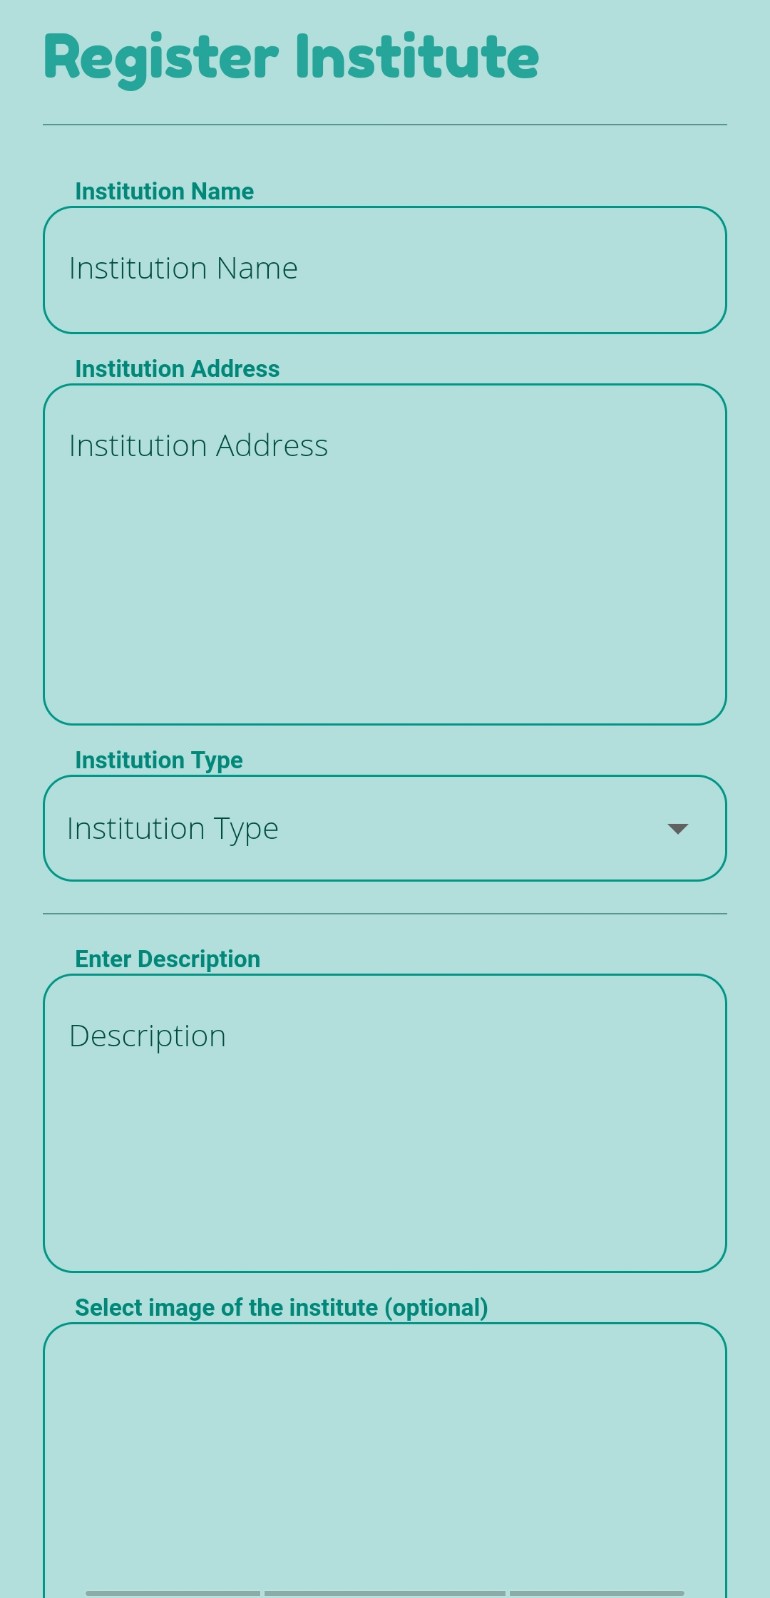 Register Institute
Institution Name
Institution Name
Institution Address
Institution Address
Institution Type
Institution Type
Enter Description
Description
Select image of the institute (optional)